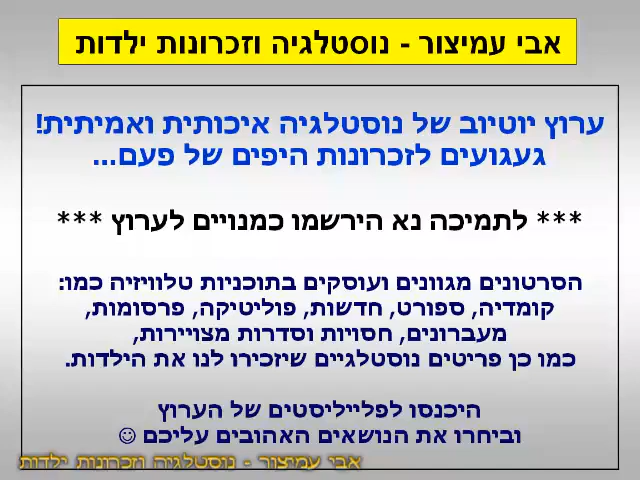 אבי עמיצור - נוסטלגיה וזכרונות ילדות
ערוץ יוטיוב של נוסטלגיה איכותית ואמיתית!
געגועים לזכרונות היפים של פעם...
*** לתמיכה נא הירשמו כמנויים לערוץ ***
הסרטונים מגוונים ועוסקים בתוכניות טלוויזיה כמו:
קומדיה, ספורט, חדשות, פוליטיקה, פרסומות,
מעברונים, חסויות וסדרות מצויירות,
כמו כן פריטים נוסטלגיים שיזכירו לנו את הילדות.
היכנסו לפלייליסטים של הערוץ
וביחרו את הנושאים האהובים עליכם ☺
אבי עמיצור - נוסטלגיה וזכרונות ילדות